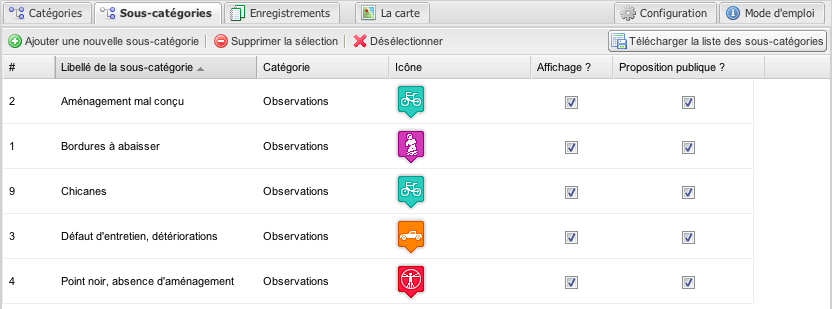 Catégories Sous-catégories Enregistrements La carte Configuration Mode d'emploi
Ajouter une nouvelle sous-catégorie Supprimer la sélection Désélectionner Télécharger la liste des sous-catégories
# Libellé de la sous-catégorie Catégorie Icône Affichage ? Proposition publique ?
2 Aménagement mal conçu Observations
1 Bordures à abaisser Observations
9 Chicanes Observations
3 Défaut d'entretien, détériorations Observations
4 Point noir, absence d'aménagement Observations